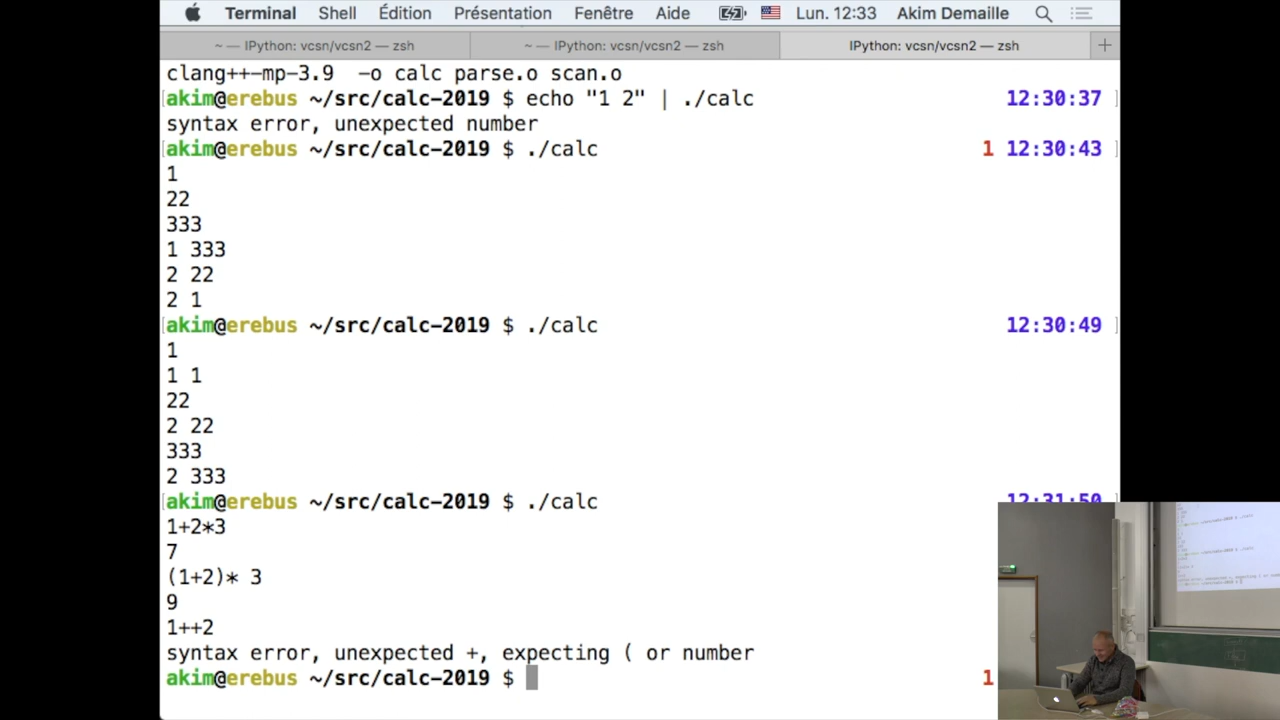 Terminal Shell Édition Présentation Fenêtre Aide Lun. 12:33 Akim Demaille
~ — IPython: vcsn/vcsn2 — zsh ~ — IPython: vcsn/vcsn2 — zsh IPython: vcsn/vcsn2 — zsh +
clang++-mp-3.9 -o calc parse.o scan.o
[akim@erebus ~/src/calc-2019 $ echo "1 2" | ./calc 12:30:37 ]
syntax error, unexpected number
[akim@erebus ~/src/calc-2019 $ ./calc 1 12:30:43 ]
1
22
333
1 333
2 22
2 1
[akim@erebus ~/src/calc-2019 $ ./calc 12:30:49 ]
1
1 1
22
2 22
333
2 333
[akim@erebus ~/src/calc-2019 $ ./calc 12:31:50
1+2*3
7
(1+2)* 3
9
1++2
syntax error, unexpected +, expecting ( or number
akim@erebus ~/src/calc-2019 $ 1